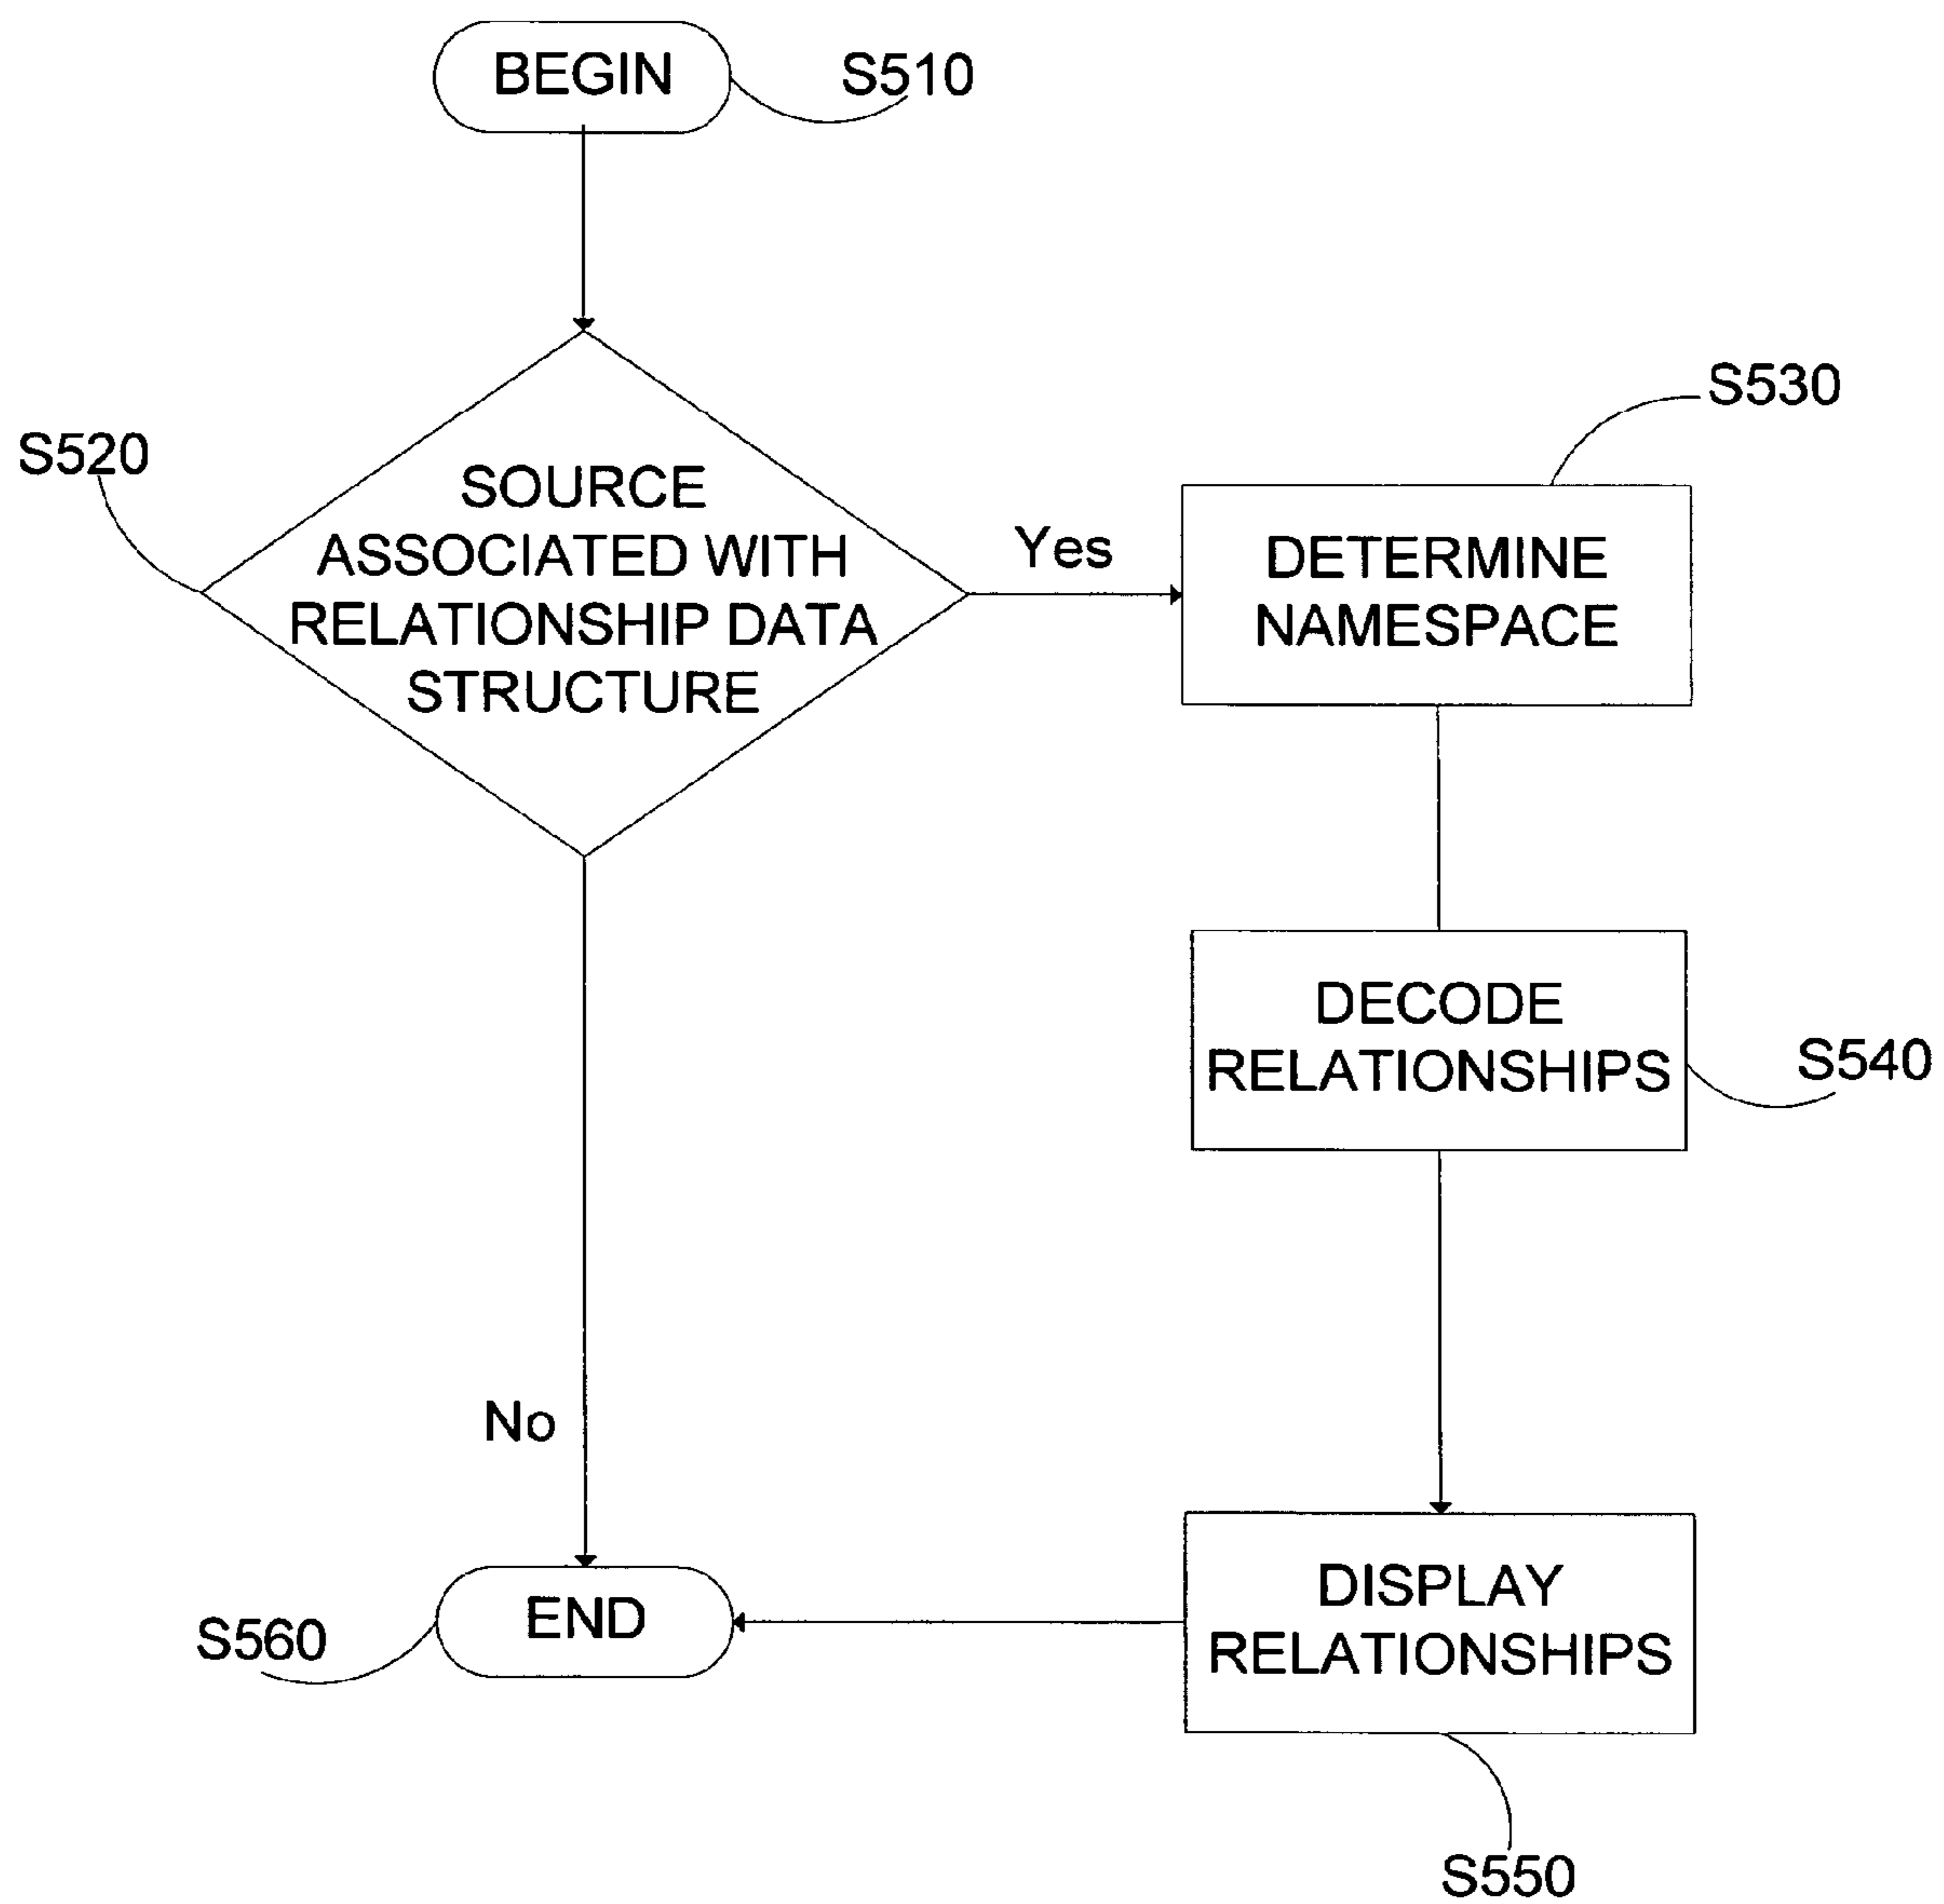 BEGIN
S510
S520
SOURCE
ASSOCIATED WITH
RELATIONSHIP DATA
STRUCTURE
Yes
S530
DETERMINE
NAMESPACE
DECODE
RELATIONSHIPS
S540
No
DISPLAY
RELATIONSHIPS
S550
END
S560